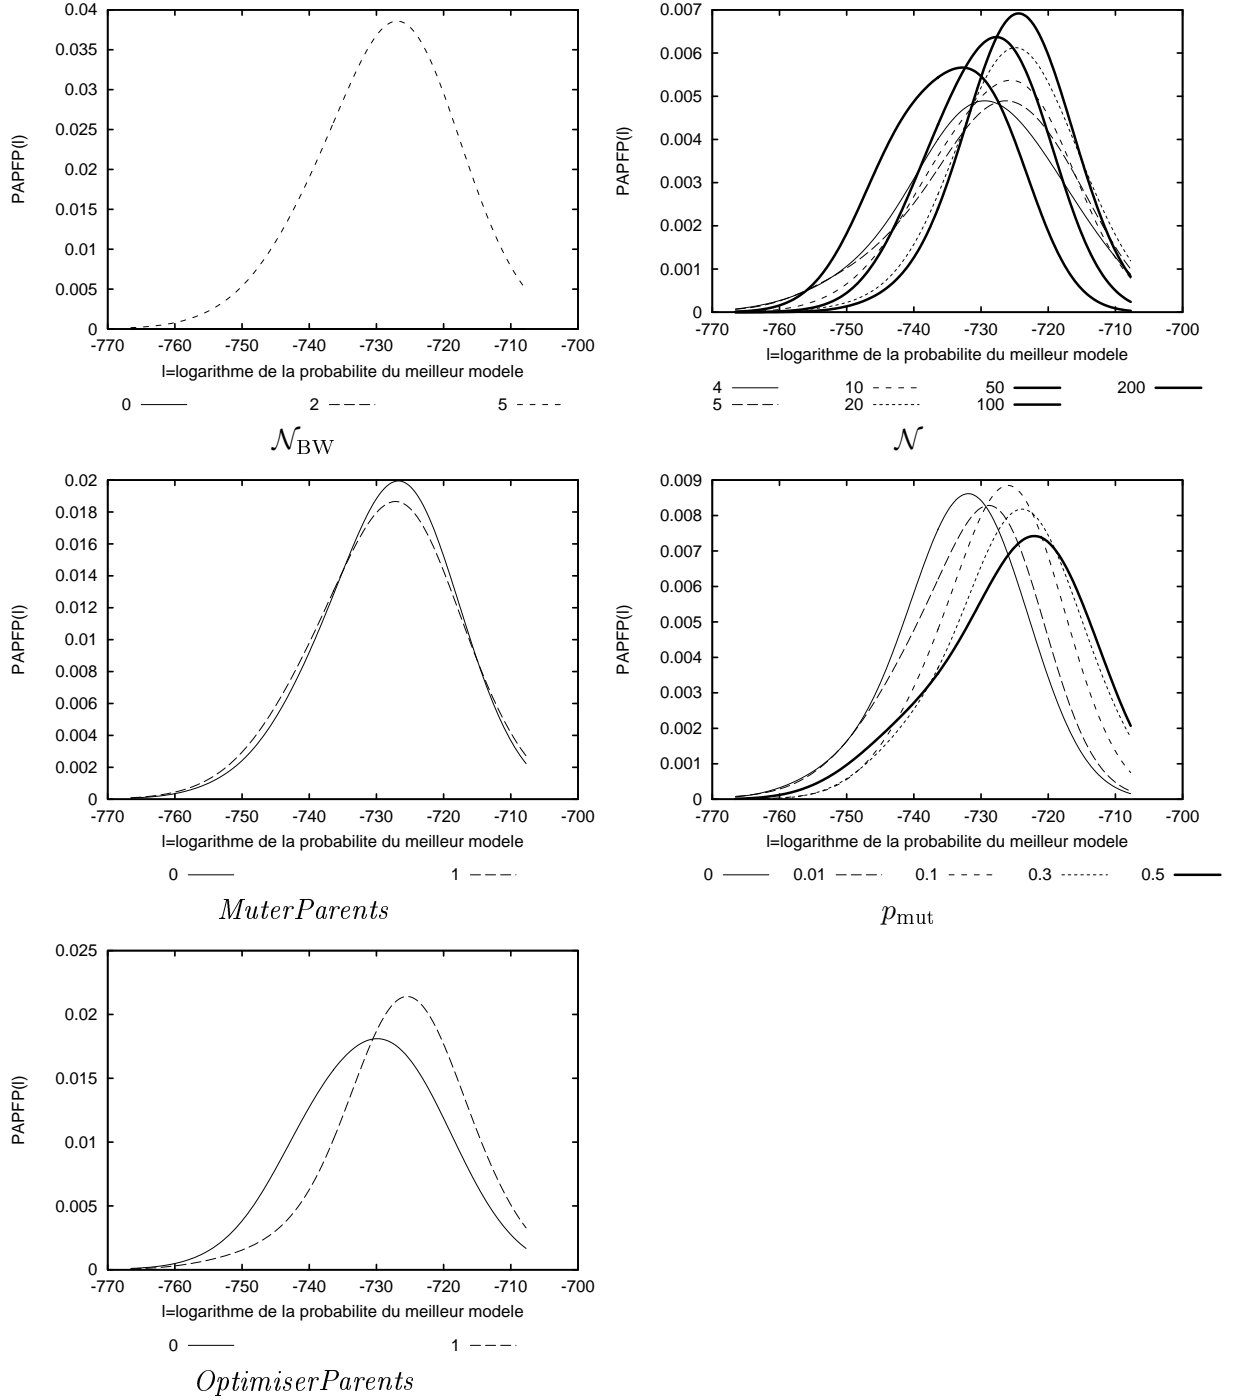 0.04
0.035
0.03
0.025
0.02
0.015
0.01
0.005
0
PAPFP(l)
-770 -760 -750 -740 -730 -720 -710 -700
l=logarithme de la probabilite du meilleur modele
0 2 5
𝒩BW
0.007
0.006
0.005
0.004
0.003
0.002
0.001
0
PAPFP(l)
-770 -760 -750 -740 -730 -720 -710 -700
l=logarithme de la probabilite du meilleur modele
4 10 50 200
5 20 100
𝒩
0.02
0.018
0.016
0.014
0.012
0.01
0.008
0.006
0.004
0.002
0
PAPFP(l)
-770 -760 -750 -740 -730 -720 -710 -700
l=logarithme de la probabilite du meilleur modele
0 1
MuterParents
0.009
0.008
0.007
0.006
0.005
0.004
0.003
0.002
0.001
0
PAPFP(l)
-770 -760 -750 -740 -730 -720 -710 -700
l=logarithme de la probabilite du meilleur modele
0 0.01 0.1 0.3 0.5
pmut
0.025
0.02
0.015
0.01
0.005
0
PAPFP(l)
-770 -760 -750 -740 -730 -720 -710 -700
l=logarithme de la probabilite du meilleur modele
0 1
OptimiserParents